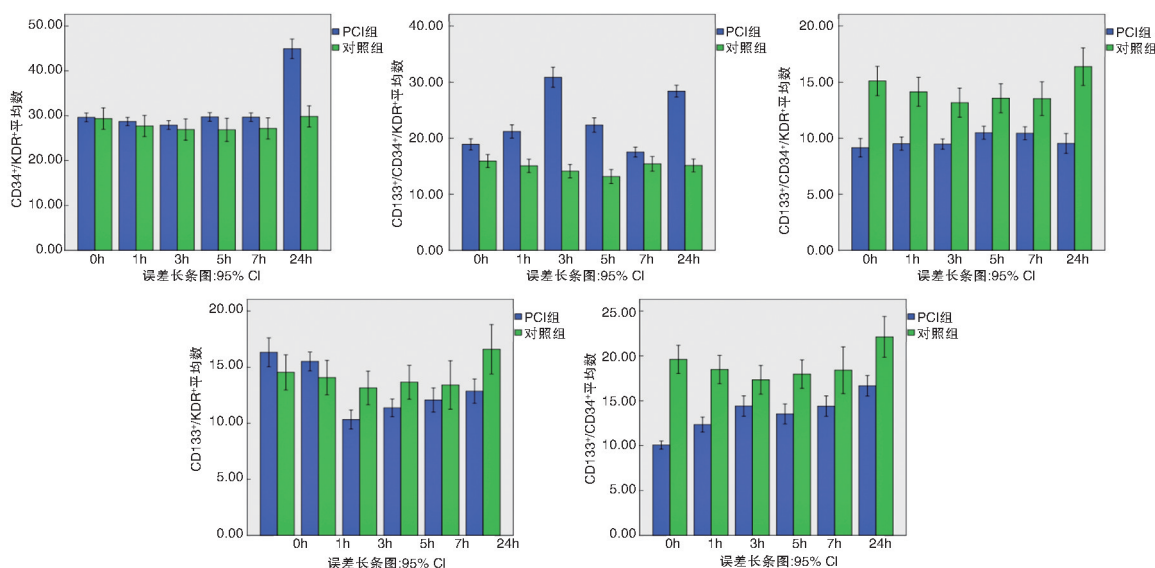 50.00
40.00
30.00
20.00
10.00
0.00
CD34+/KDR+平均数
0h 1h 3h 5h 7h 24h
误差长条图:95% CI
PCI组
对照组
40.00
30.00
20.00
10.00
0.00
CD133+/CD34+/KDR+平均数
0h 1h 3h 5h 7h 24h
误差长条图:95% CI
PCI组
对照组
20.00
15.00
10.00
5.00
0.00
CD133+/CD34+/KDR+平均数
0h 1h 3h 5h 7h 24h
误差长条图:95% CI
PCI组
对照组
20.00
15.00
10.00
5.00
0.00
CD133+/KDR+平均数
0h 1h 3h 5h 7h 24h
误差长条图:95% CI
PCI组
对照组
25.00
20.00
15.00
10.00
5.00
0.00
CD133+/CD34+平均数
0h 1h 3h 5h 7h 24h
误差长条图:95% CI
PCI组
对照组